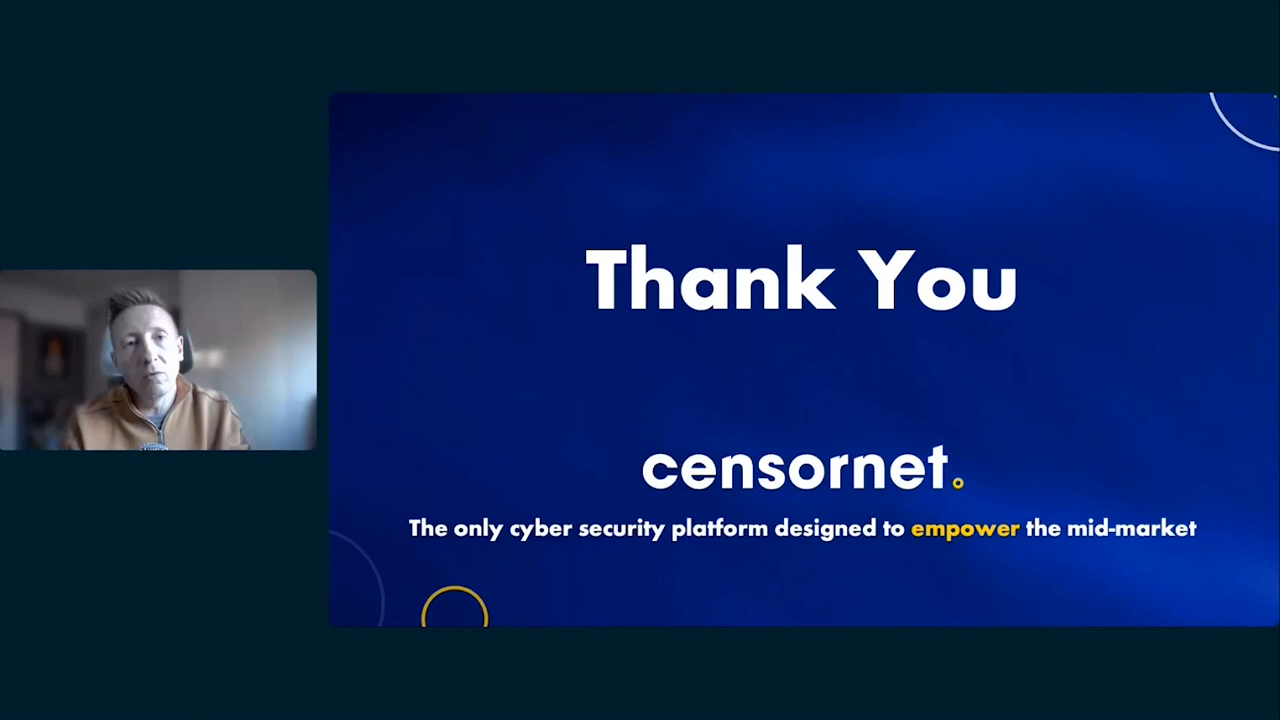 Thank You
censornet.
The only cyber security platform designed to empower the mid-market